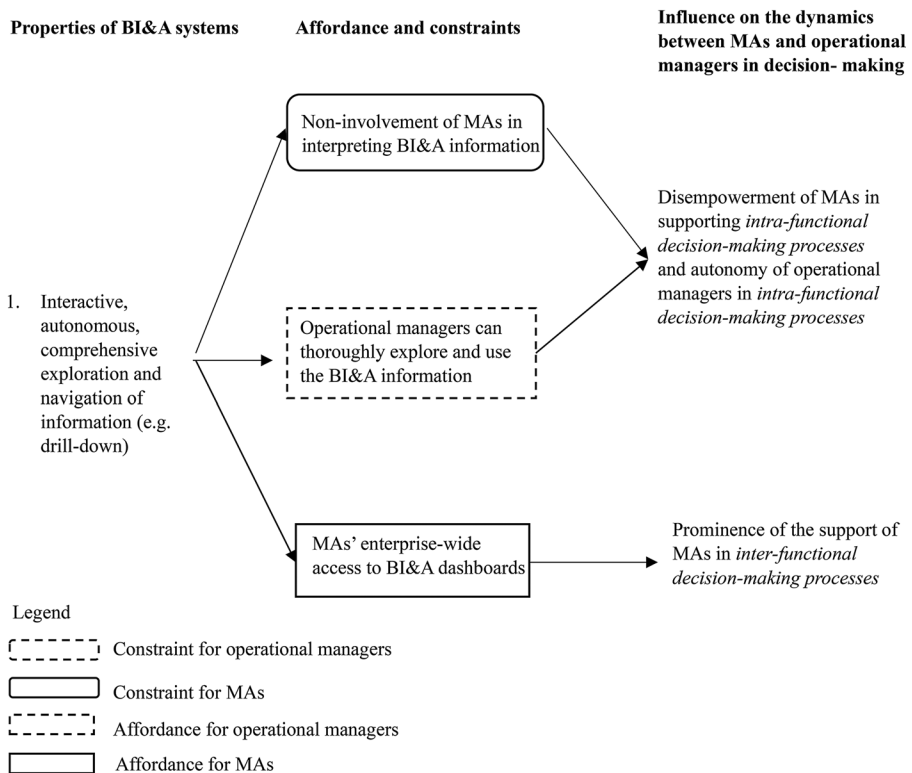 Properties of BI&A systems
Affordance and constraints
Influence on the dynamics
between MAs and operational
managers in decision- making
Non-involvement of MAs in
interpreting BI&A information
Disempowerment of MAs in
supporting intra-functional
decision-making processes
and autonomy of operational
managers in intra-functional
decision-making processes
1. Interactive,
autonomous,
comprehensive
exploration and
navigation of
information (e.g.
drill-down)
Operational managers can
thoroughly explore and use
the BI&A information
MAs’ enterprise-wide
access to BI&A dashboards
Prominence of the support of
MAs in inter-functional
decision-making processes
Legend
Constraint for operational managers
Constraint for MAs
Affordance for operational managers
Affordance for MAs